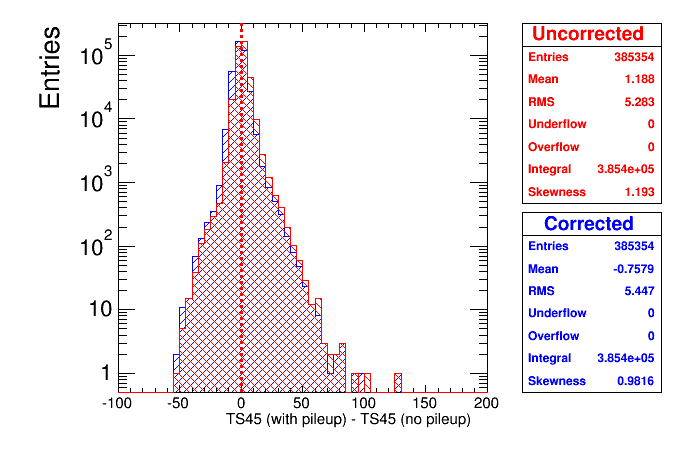 Entries
10^5
10^4
10^3
10^2
10
1
-100 -50 0 50 100 150 200
TS45 (with pileup) - TS45 (no pileup)
Uncorrected
Entries 385354
Mean 1.188
RMS 5.283
Underflow 0
Overflow 0
Integral 3.854e+05
Skewness 1.193
Corrected
Entries 385354
Mean -0.7579
RMS 5.447
Underflow 0
Overflow 0
Integral 3.854e+05
Skewness 0.9816